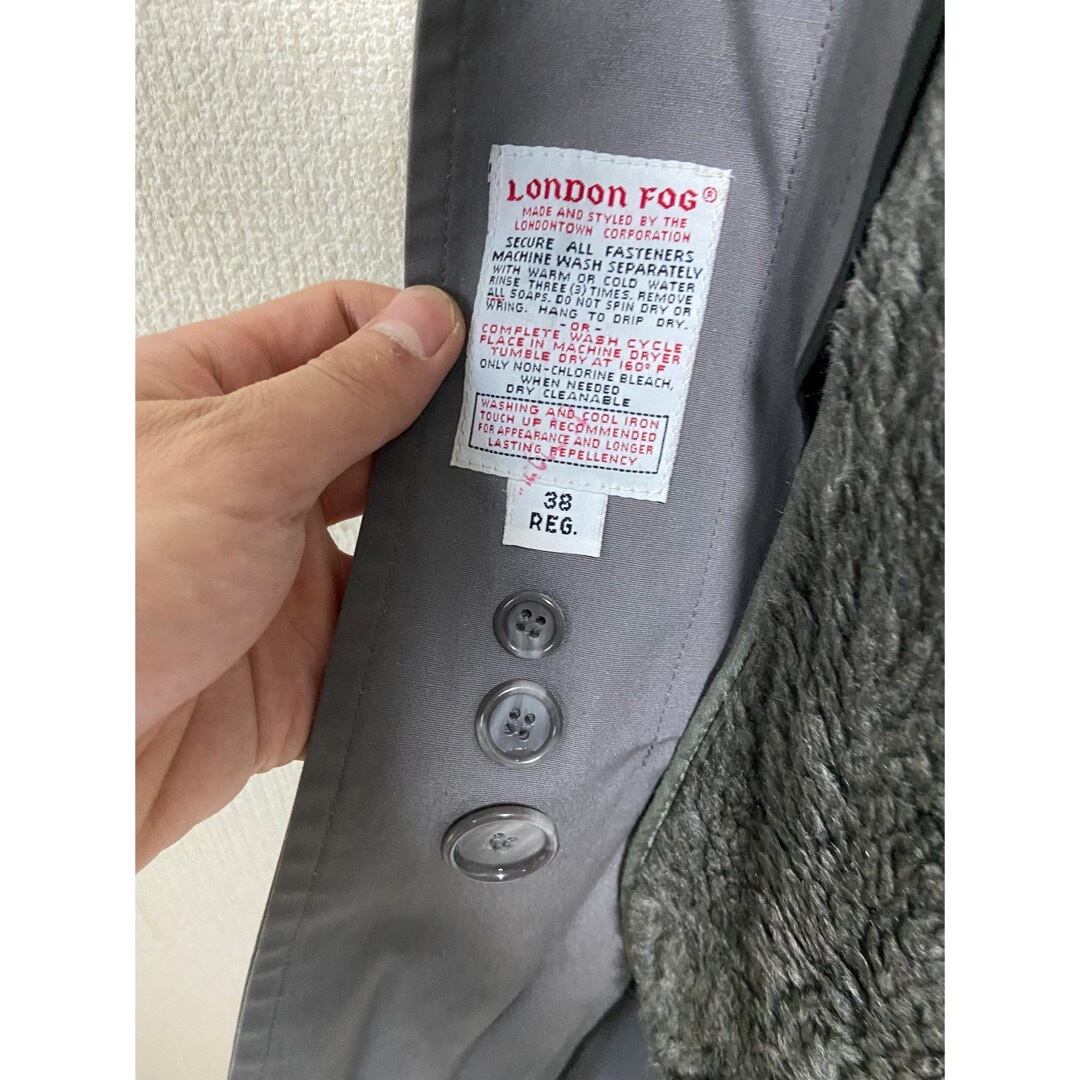 LONDON FOG®
MADE AND STYLED BY THE
LONDONTOWN CORPORATION
SECURE ALL FASTENERS
MACHINE WASH SEPARATELY
WITH WARM OR COLD WATER
RINSE THREE (3) TIMES. REMOVE
ALL SOAPS. DO NOT SPIN DRY OR
WRING. HANG TO DRIP DRY.
- OR -
COMPLETE WASH CYCLE
PLACE IN MACHINE DRYER
TUMBLE DRY AT 160° F
ONLY NON-CHLORINE BLEACH,
WHEN NEEDED
DRY CLEANABLE
WASHING AND COOL IRON
TOUCH UP RECOMMENDED
FOR APPEARANCE AND LONGER
LASTING REPELLENCY
38
REG.